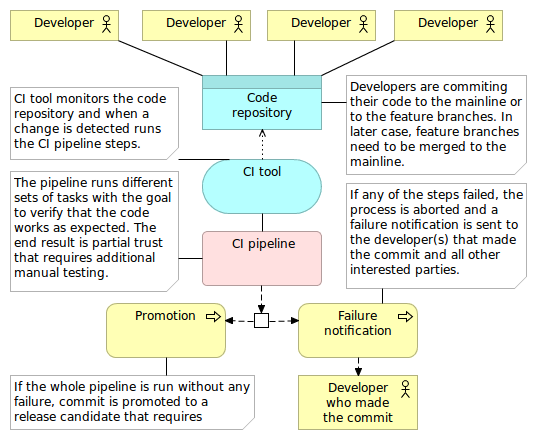 Developer
Developer
Developer
Developer
Code
repository
CI tool monitors the code
repository and when a
change is detected runs
the CI pipeline steps.
Developers are commiting
their code to the mainline or
to the feature branches. In
later case, feature branches
need to be merged to the
mainline.
CI tool
The pipeline runs different
sets of tasks with the goal
to verify that the code
works as expected. The
end result is partial trust
that requires additional
manual testing.
If any of the steps failed, the
process is aborted and a
failure notification is sent to
the developer(s) that made
the commit and all other
interested parties.
CI pipeline
Promotion
Failure
notification
If the whole pipeline is run without any
failure, commit is promoted to a
release candidate that requires
Developer
who made
the commit